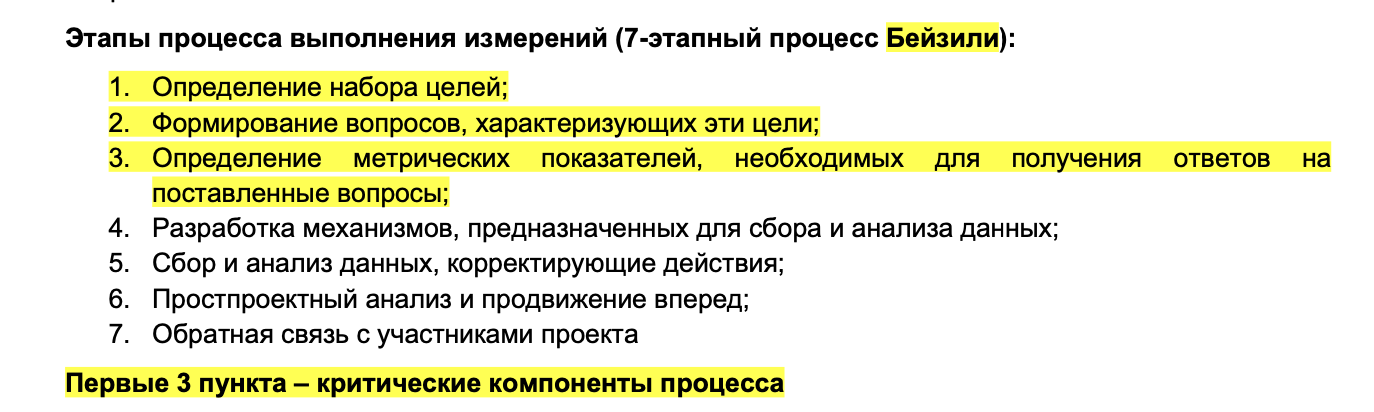 Этапы процесса выполнения измерений (7-этапный процесс Бейзили):
1. Определение набора целей;
2. Формирование вопросов, характеризующих эти цели;
3. Определение метрических показателей, необходимых для получения ответов на
поставленные вопросы;
4. Разработка механизмов, предназначенных для сбора и анализа данных;
5. Сбор и анализ данных, корректирующие действия;
6. Простпроектный анализ и продвижение вперед;
7. Обратная связь с участниками проекта
Первые 3 пункта – критические компоненты процесса